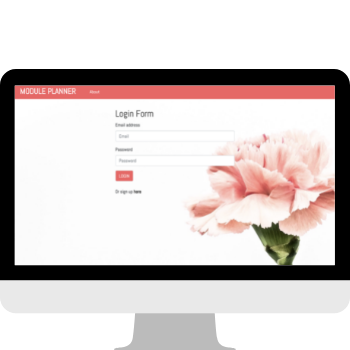 MODULE PLANNER
About
Login Form
Email address
Email
Password
Password
LOGIN
Or sign up here